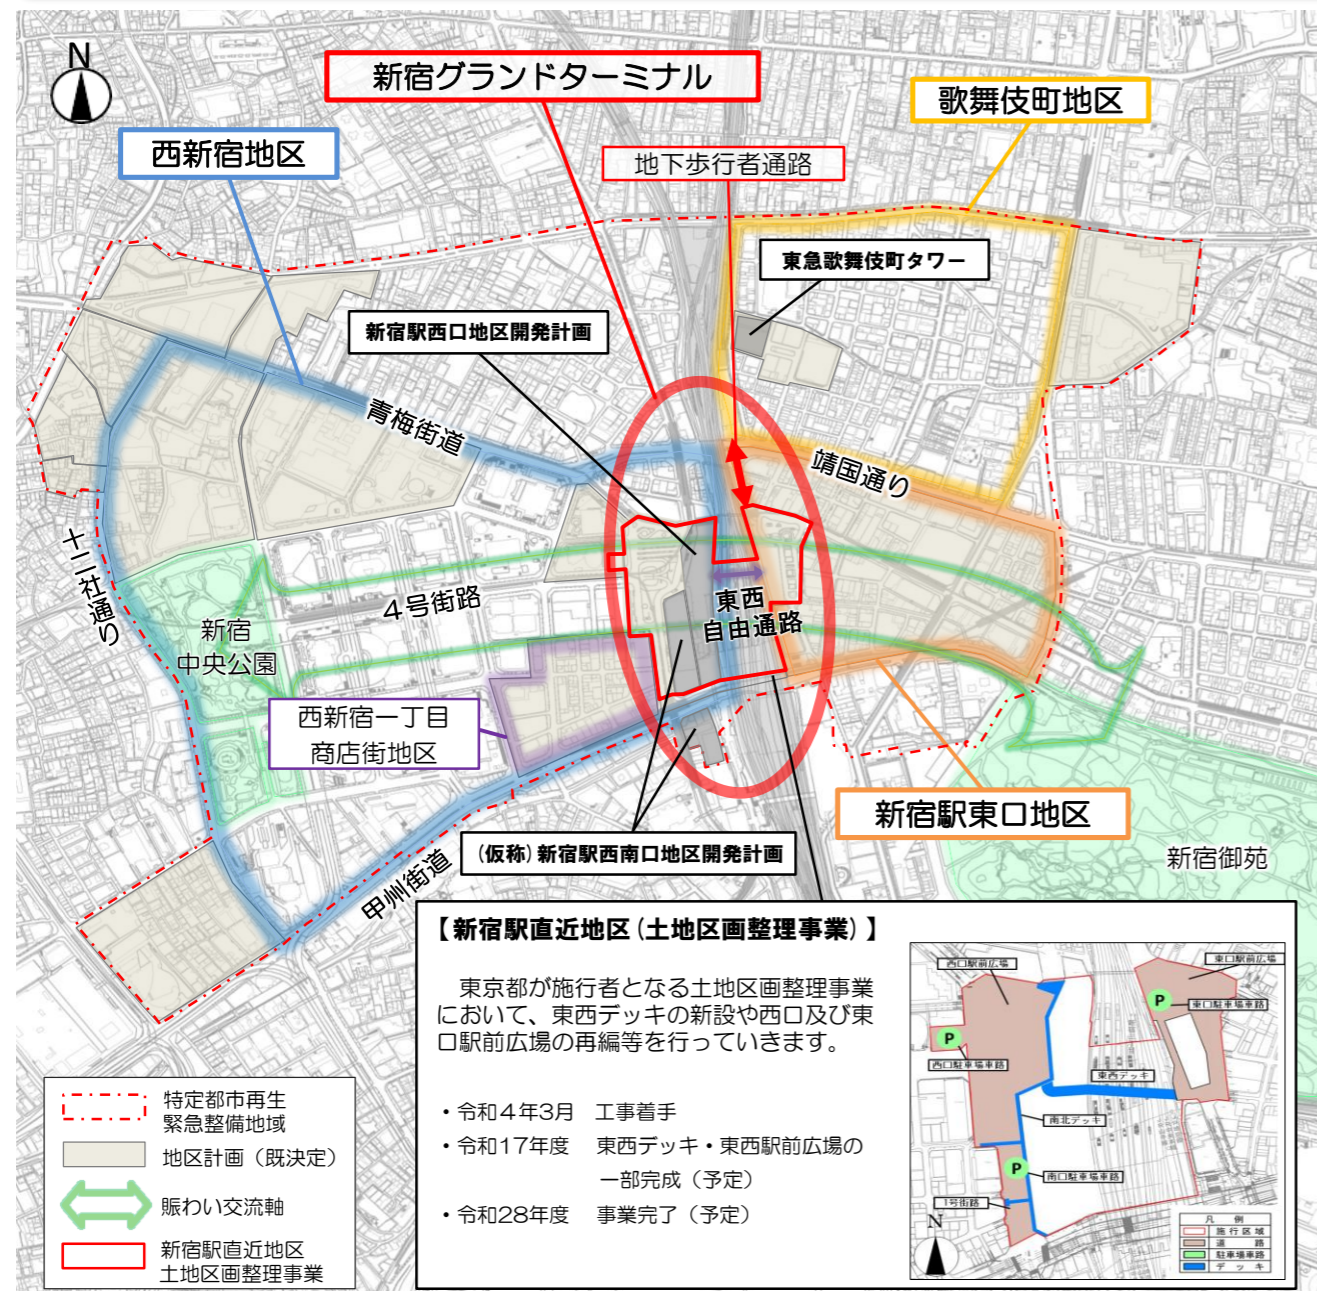 N
新宿グランドターミナル
歌舞伎町地区
西新宿地区
地下歩行者通路
東急歌舞伎町タワー
新宿駅西口地区開発計画
青梅街道
靖国通り
十二社通り
4号街路
東西
自由通路
新宿
中央公園
西新宿一丁目
商店街地区
新宿駅東口地区
(仮称)新宿駅西南口地区開発計画
新宿御苑
甲州街道
【新宿駅直近地区(土地区画整理事業)】
東京都が施行者となる土地区画整理事業
において、東西デッキの新設や西口及び東
口駅前広場の再編等を行っていきます。
・令和4年3月 工事着手
・令和17年度 東西デッキ・東西駅前広場の
一部完成（予定）
・令和28年度 事業完了（予定）
西口駅前広場
東口駅前広場
P
東口駐車場車路
P
西口駐車場車路
東西デッキ
南北デッキ
P
南口駐車場車路
1号街路
N
凡例
施行区域
道路
駐車場車路
デッキ
特定都市再生
緊急整備地域
地区計画（既決定）
賑わい交流軸
新宿駅直近地区
土地区画整理事業